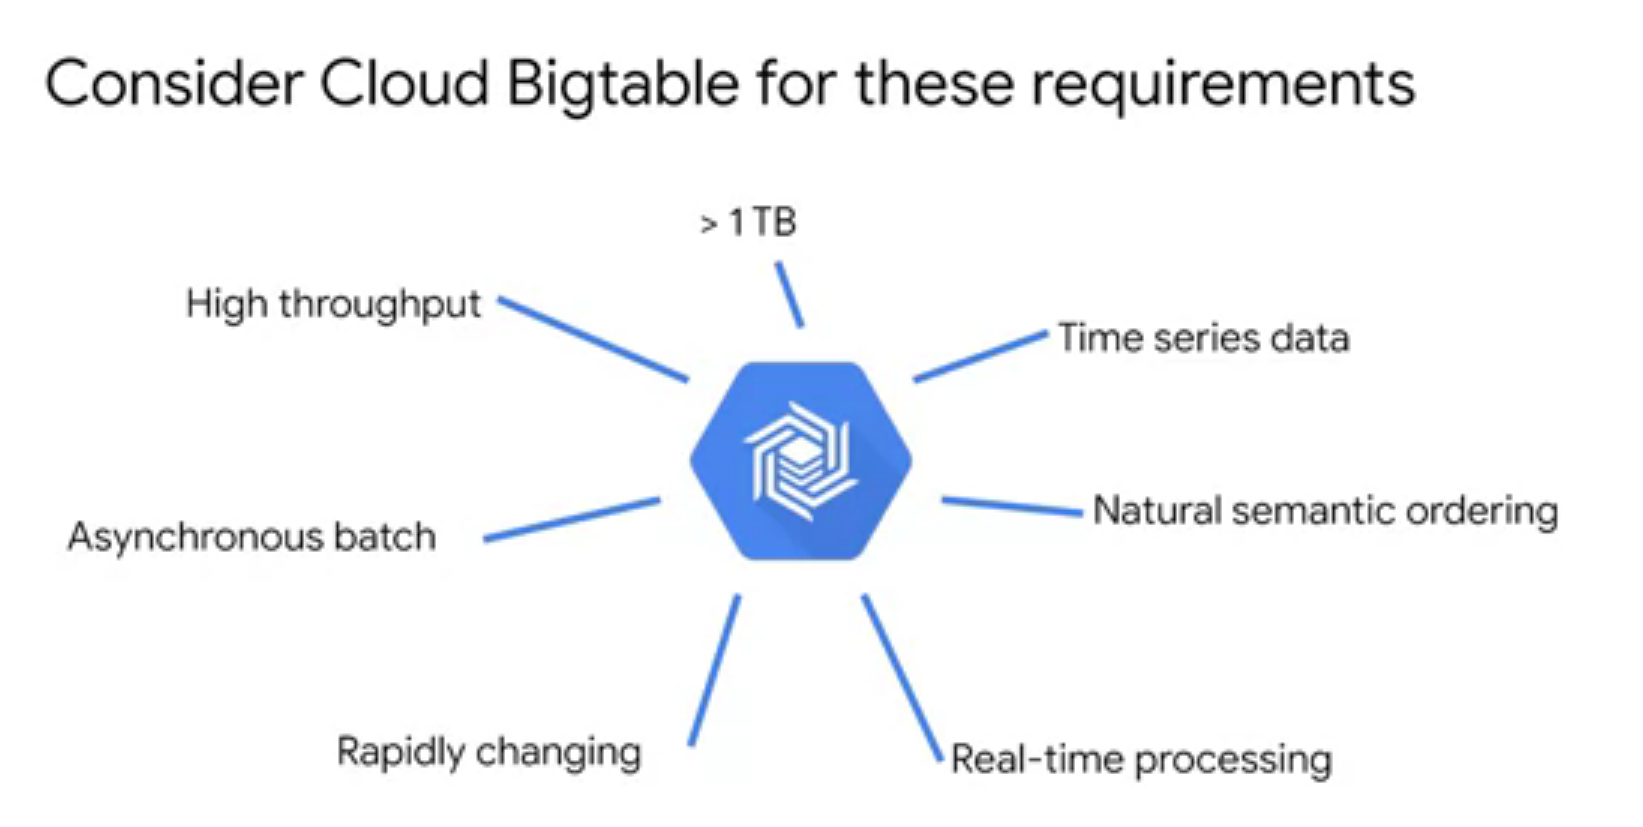 Consider Cloud Bigtable for these requirements
> 1 TB
High throughput
Time series data
Natural semantic ordering
Asynchronous batch
Rapidly changing
Real-time processing